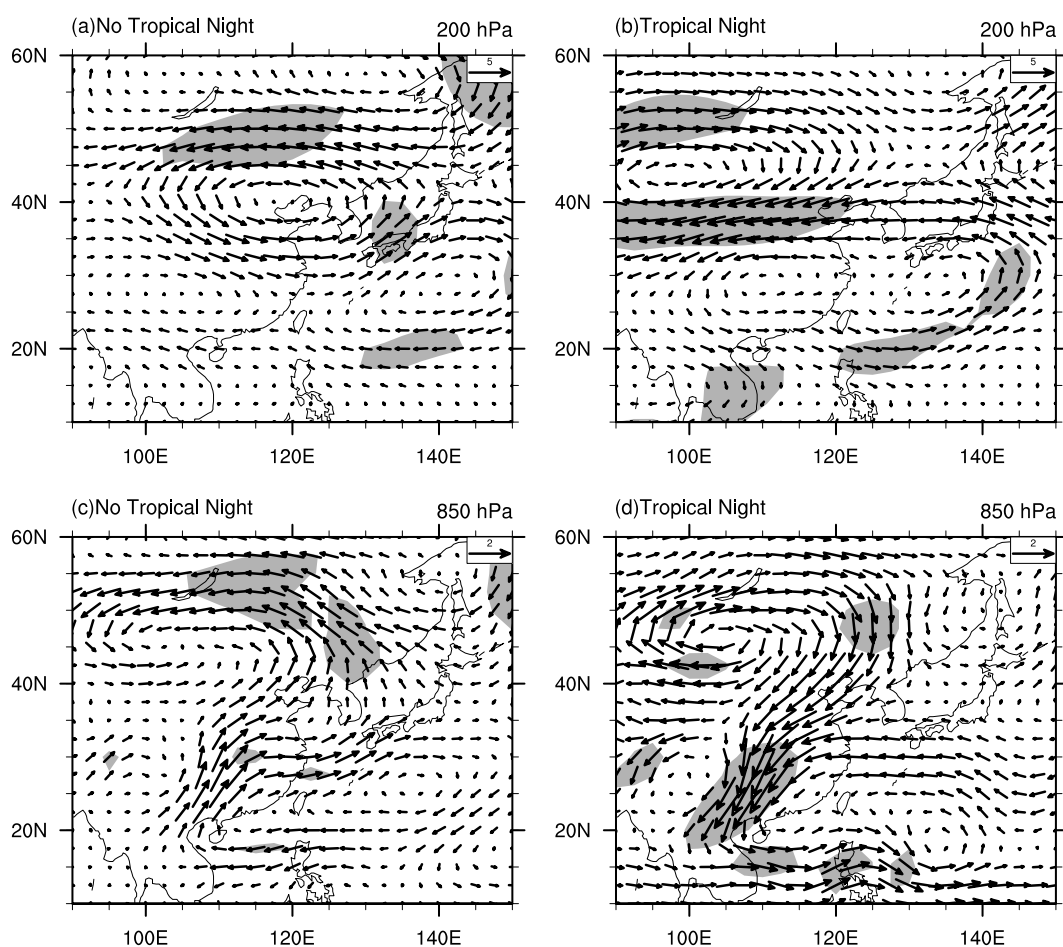 (a)No Tropical Night 200 hPa
5
60N
40N
20N
100E 120E 140E
(b)Tropical Night 200 hPa
5
60N
40N
20N
100E 120E 140E
(c)No Tropical Night 850 hPa
2
60N
40N
20N
100E 120E 140E
(d)Tropical Night 850 hPa
2
60N
40N
20N
100E 120E 140E